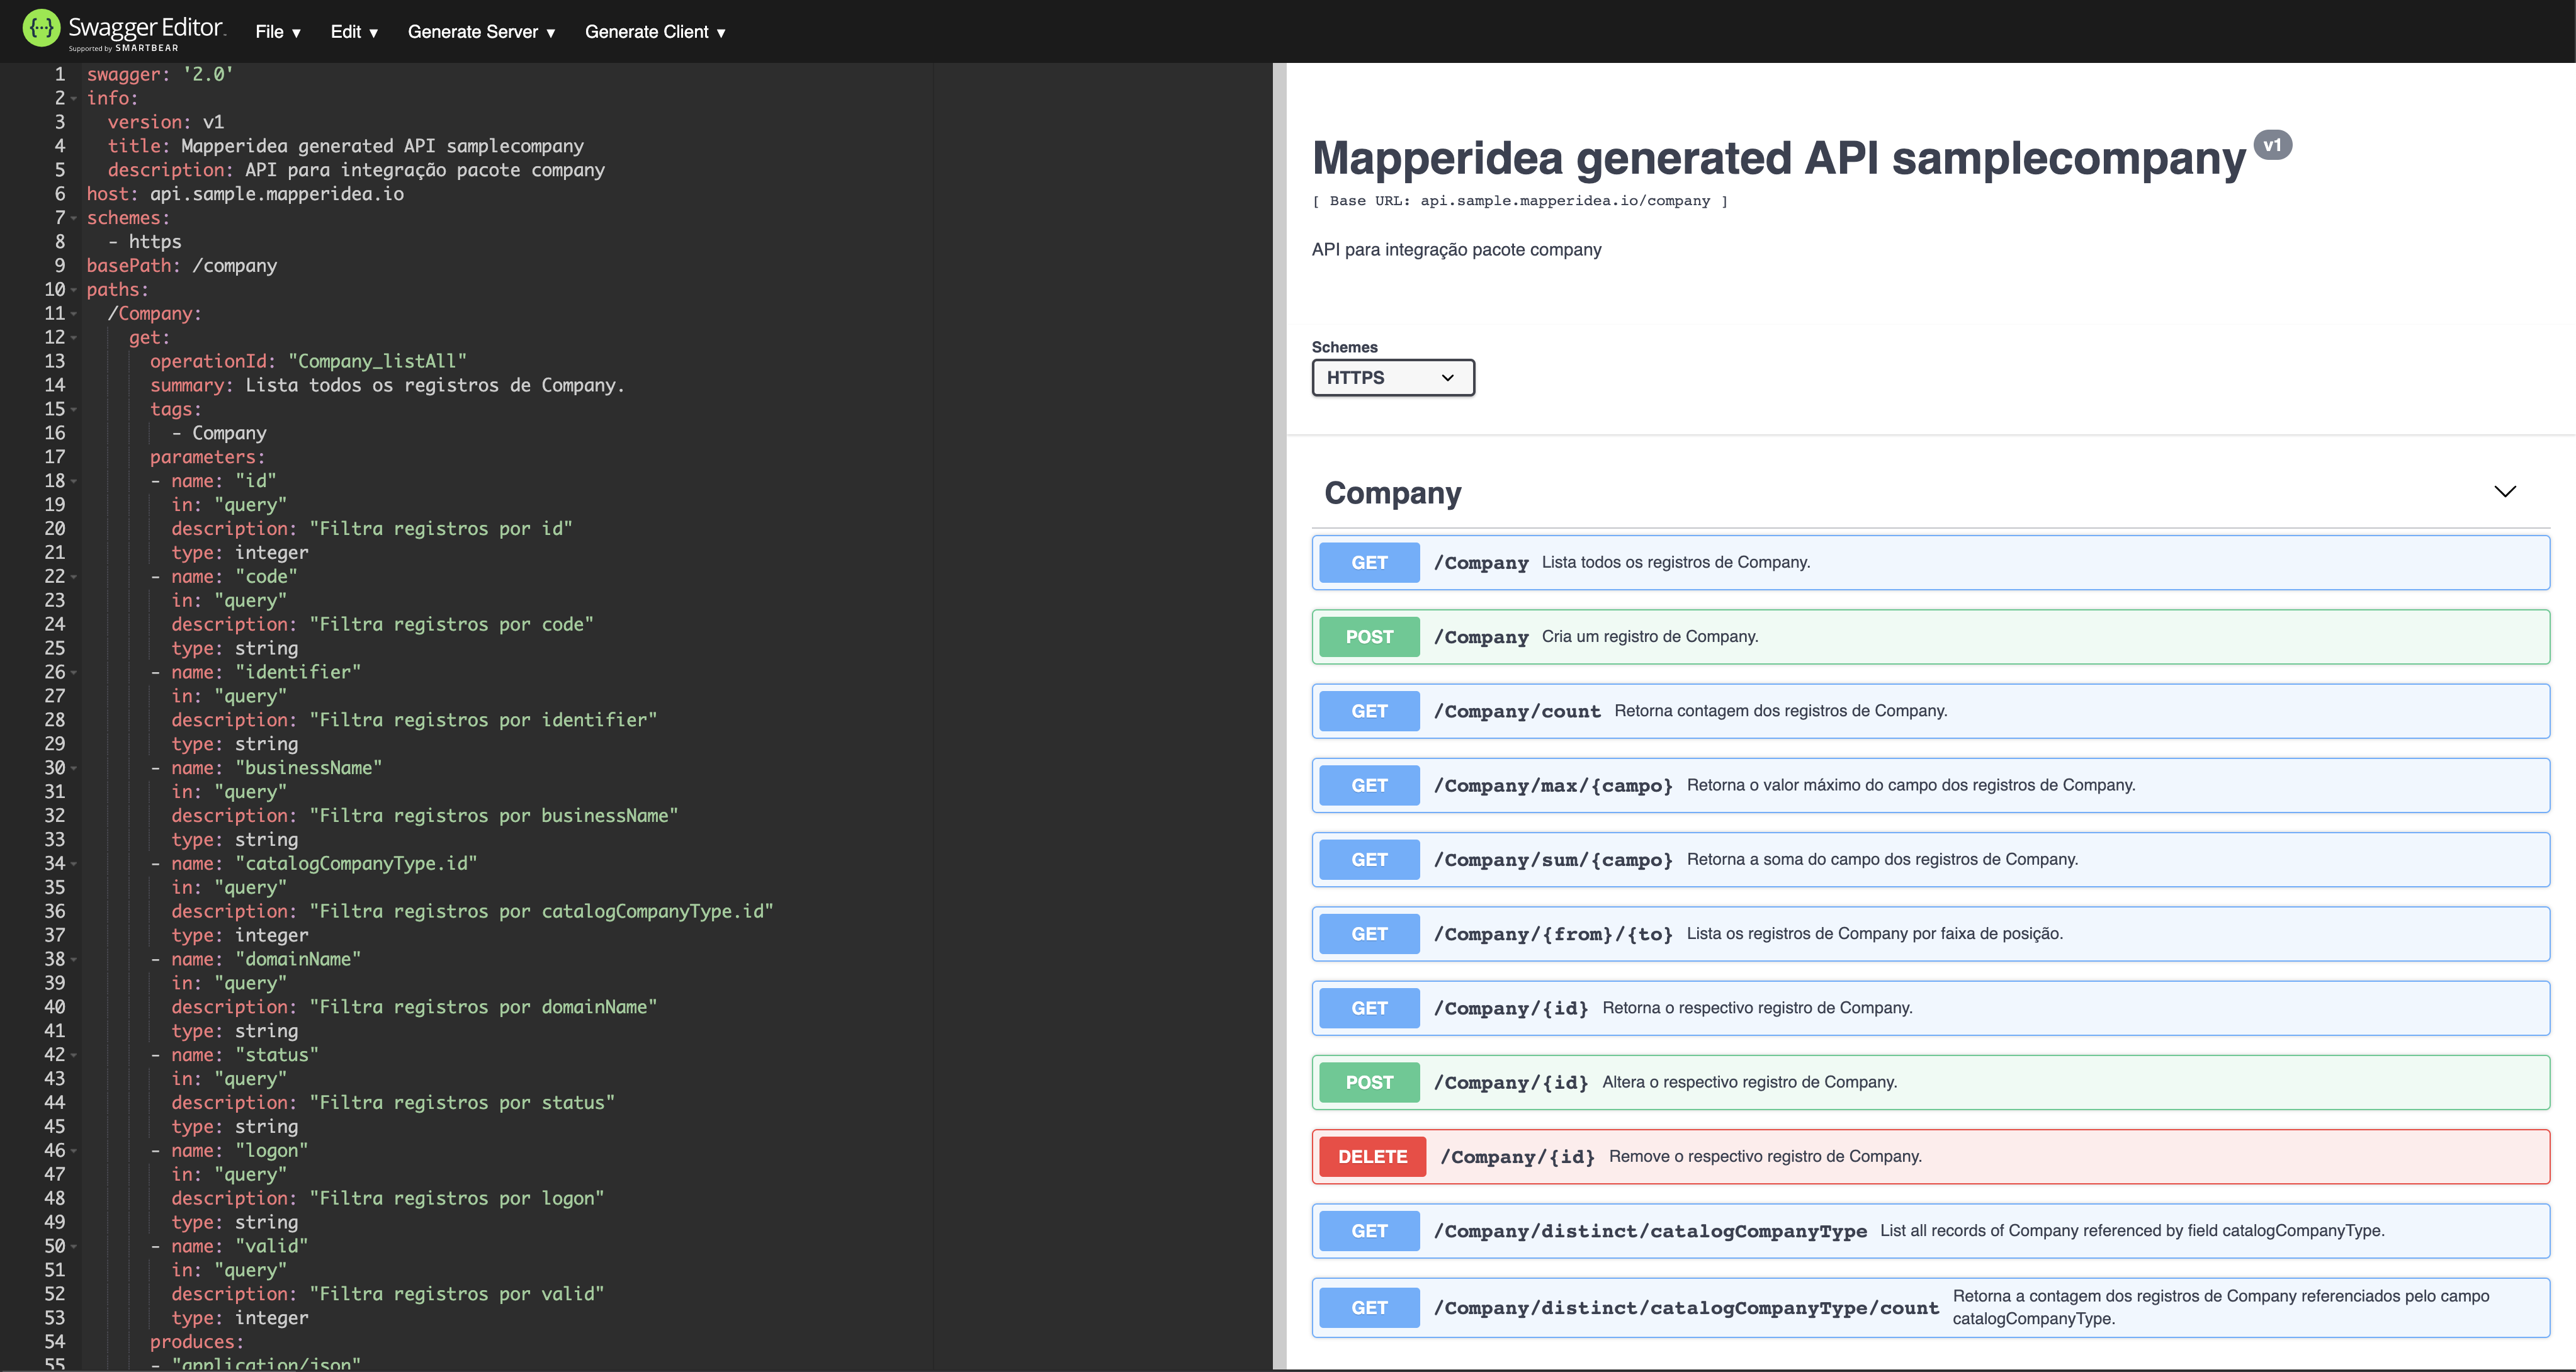 Swagger Editor
Supported by SMARTBEAR
File ▾ Edit ▾ Generate Server ▾ Generate Client ▾
1 swagger: '2.0'
2 info:
3 version: v1
4 title: Mapperidea generated API samplecompany
5 description: API para integração pacote company
6 host: api.sample.mapperidea.io
7 schemes:
8 - https
9 basePath: /company
10 paths:
11 /Company:
12 get:
13 operationId: "Company_listAll"
14 summary: Lista todos os registros de Company.
15 tags:
16 - Company
17 parameters:
18 - name: "id"
19 in: "query"
20 description: "Filtra registros por id"
21 type: integer
22 - name: "code"
23 in: "query"
24 description: "Filtra registros por code"
25 type: string
26 - name: "identifier"
27 in: "query"
28 description: "Filtra registros por identifier"
29 type: string
30 - name: "businessName"
31 in: "query"
32 description: "Filtra registros por businessName"
33 type: string
34 - name: "catalogCompanyType.id"
35 in: "query"
36 description: "Filtra registros por catalogCompanyType.id"
37 type: integer
38 - name: "domainName"
39 in: "query"
40 description: "Filtra registros por domainName"
41 type: string
42 - name: "status"
43 in: "query"
44 description: "Filtra registros por status"
45 type: string
46 - name: "logon"
47 in: "query"
48 description: "Filtra registros por logon"
49 type: string
50 - name: "valid"
51 in: "query"
52 description: "Filtra registros por valid"
53 type: integer
54 produces:
55 - "application/json"
Mapperidea generated API samplecompany v1
[ Base URL: api.sample.mapperidea.io/company ]
API para integração pacote company
Schemes
HTTPS
Company
GET /Company Lista todos os registros de Company.
POST /Company Cria um registro de Company.
GET /Company/count Retorna contagem dos registros de Company.
GET /Company/max/{campo} Retorna o valor máximo do campo dos registros de Company.
GET /Company/sum/{campo} Retorna a soma do campo dos registros de Company.
GET /Company/{from}/{to} Lista os registros de Company por faixa de posição.
GET /Company/{id} Retorna o respectivo registro de Company.
POST /Company/{id} Altera o respectivo registro de Company.
DELETE /Company/{id} Remove o respectivo registro de Company.
GET /Company/distinct/catalogCompanyType List all records of Company referenced by field catalogCompanyType.
GET /Company/distinct/catalogCompanyType/count Retorna a contagem dos registros de Company referenciados pelo campo
catalogCompanyType.